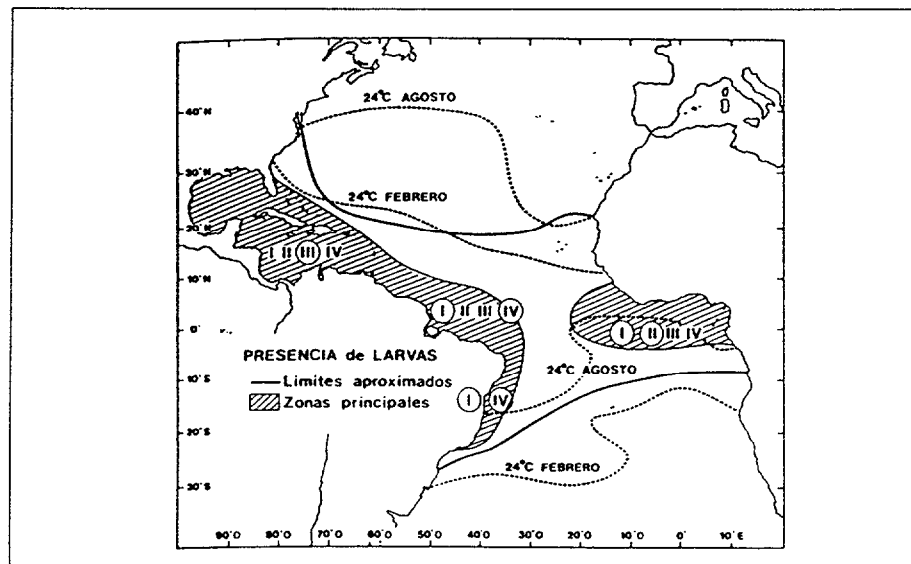 24°C AGOSTO
40°N
30°N
24°C FEBRERO
20°N
I II III IV
10°N
I II III IV
I II III IV
0°
PRESENCIA de LARVAS
24°C AGOSTO
Limites aproximados
10°S
Zonas principales
I IV
20°S
24°C FEBRERO
30°S
90°O 80°O 70°O 60°O 50°O 40°O 30°O 20°O 10°O 0° 10°E